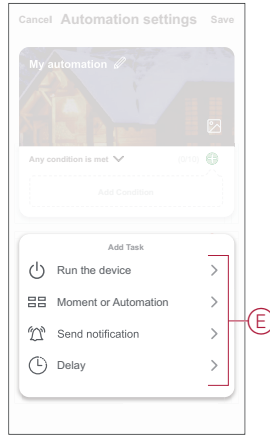 Cancel Automation settings Save
My automation
Any condition is met
Add Condition
Add Task
Run the device
Moment or Automation
Send notification
Delay
E